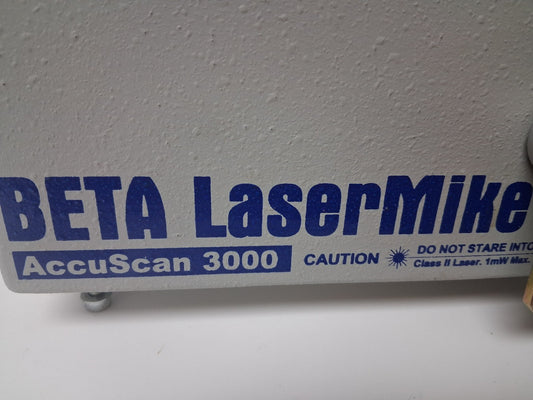 BETA LaserMike
AccuScan 3000
CAUTION
DO NOT STARE INTO
Class II Laser. 1mW Max.